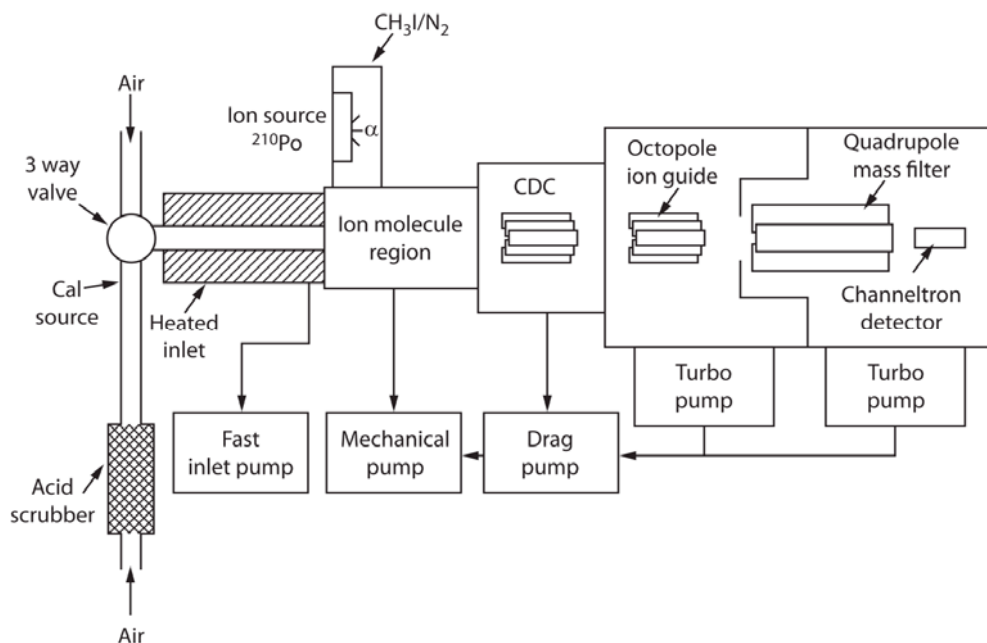 CH₃I/N₂
Air
Ion source
²¹⁰Po
α
3 way
valve
Octopole
ion guide
Quadrupole
mass filter
CDC
Ion molecule
region
Cal
source
Heated
inlet
Channeltron
detector
Turbo
pump
Turbo
pump
Fast
inlet pump
Mechanical
pump
Drag
pump
Acid
scrubber
Air